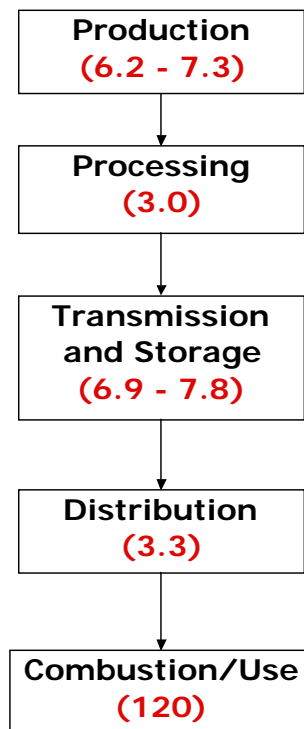 Production
(6.2 - 7.3)
Processing
(3.0)
Transmission
and Storage
(6.9 - 7.8)
Distribution
(3.3)
Combustion/Use
(120)